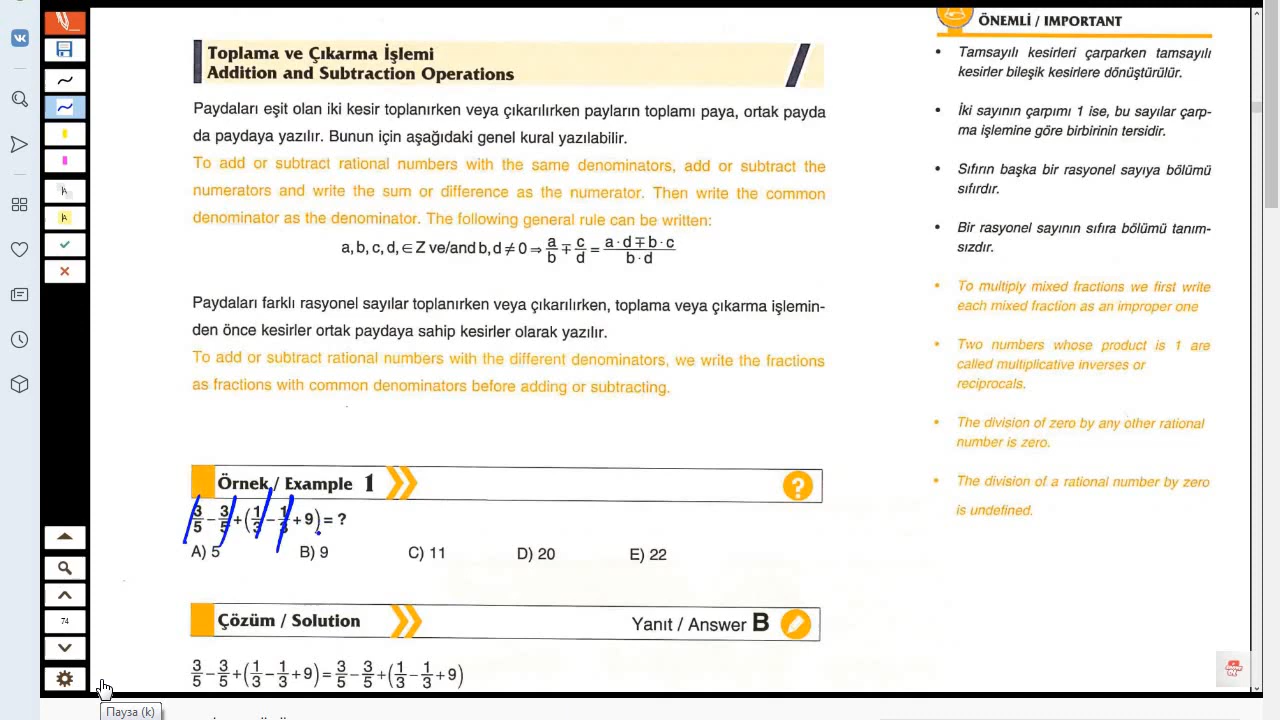 Toplama ve Çıkarma İşlemi
Addition and Subtraction Operations
Paydaları eşit olan iki kesir toplanırken veya çıkarılırken payların toplamı paya, ortak payda
da paydaya yazılır. Bunun için aşağıdaki genel kural yazılabilir.
To add or subtract rational numbers with the same denominators, add or subtract the
numerators and write the sum or difference as the numerator. Then write the common
denominator as the denominator. The following general rule can be written:
a, b, c, d, ∈ Z ve/and b, d ≠ 0 ⇒ a/b ∓ c/d = (a · d ∓ b · c)/(b · d)
Paydaları farklı rasyonel sayılar toplanırken veya çıkarılırken, toplama veya çıkarma işlemin-
den önce kesirler ortak paydaya sahip kesirler olarak yazılır.
To add or subtract rational numbers with the different denominators, we write the fractions
as fractions with common denominators before adding or subtracting.
Örnek / Example 1
?
3/5 − 3/5 + (1/3 − 1/3 + 9) = ?
A) 5 B) 9 C) 11 D) 20 E) 22
Çözüm / Solution
Yanıt / Answer B
3/5 − 3/5 + (1/3 − 1/3 + 9) = 3/5 − 3/5 + (1/3 − 1/3 + 9)
ÖNEMLİ / IMPORTANT
• Tamsayılı kesirleri çarparken tamsayılı
kesirler bileşik kesirlere dönüştürülür.
• İki sayının çarpımı 1 ise, bu sayılar çarp-
ma işlemine göre birbirinin tersidir.
• Sıfırın başka bir rasyonel sayıya bölümü
sıfırdır.
• Bir rasyonel sayının sıfıra bölümü tanım-
sızdır.
• To multiply mixed fractions we first write
each mixed fraction as an improper one
• Two numbers whose product is 1 are
called multiplicative inverses or
reciprocals.
• The division of zero by any other rational
number is zero.
• The division of a rational number by zero
is undefined.
74
Пауза (k)